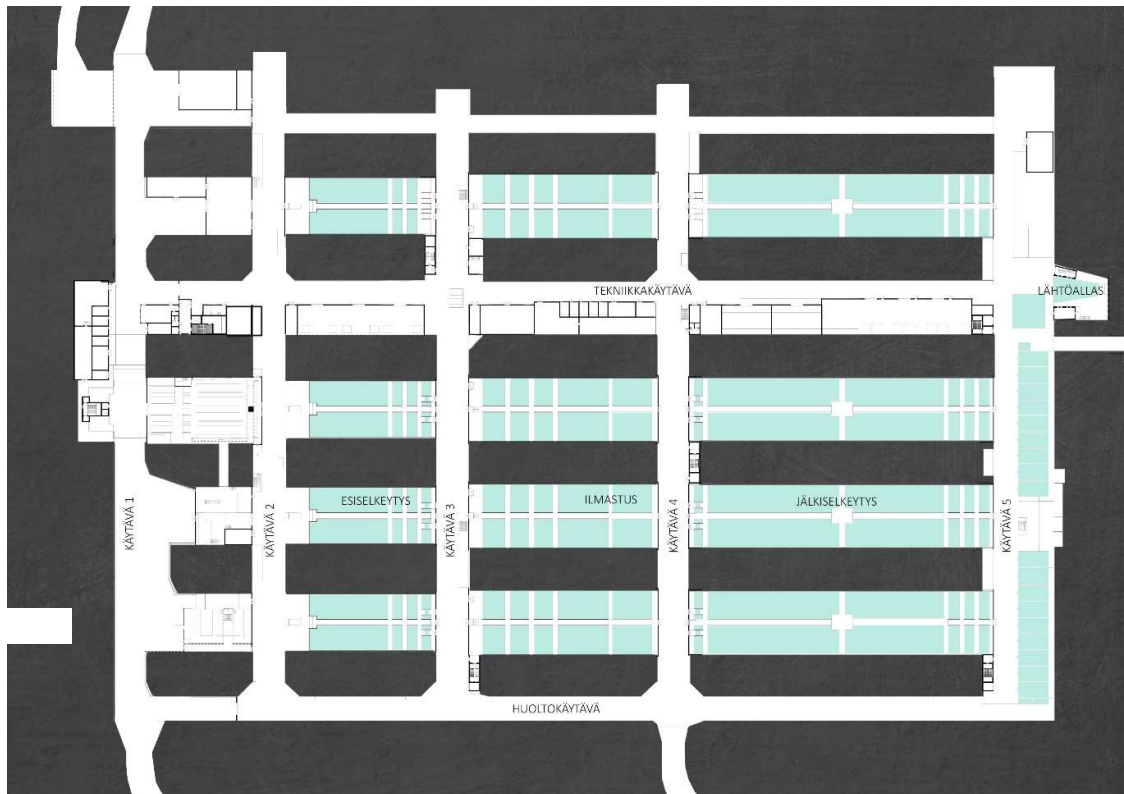 TEKNIIKKAKÄYTÄVÄ
LÄHTÖALLAS
ESISELKEYTYS
ILMASTUS
JÄLKISELKEYTYS
KÄYTÄVÄ 1
KÄYTÄVÄ 2
KÄYTÄVÄ 3
KÄYTÄVÄ 4
KÄYTÄVÄ 5
HUOLTOKÄYTÄVÄ